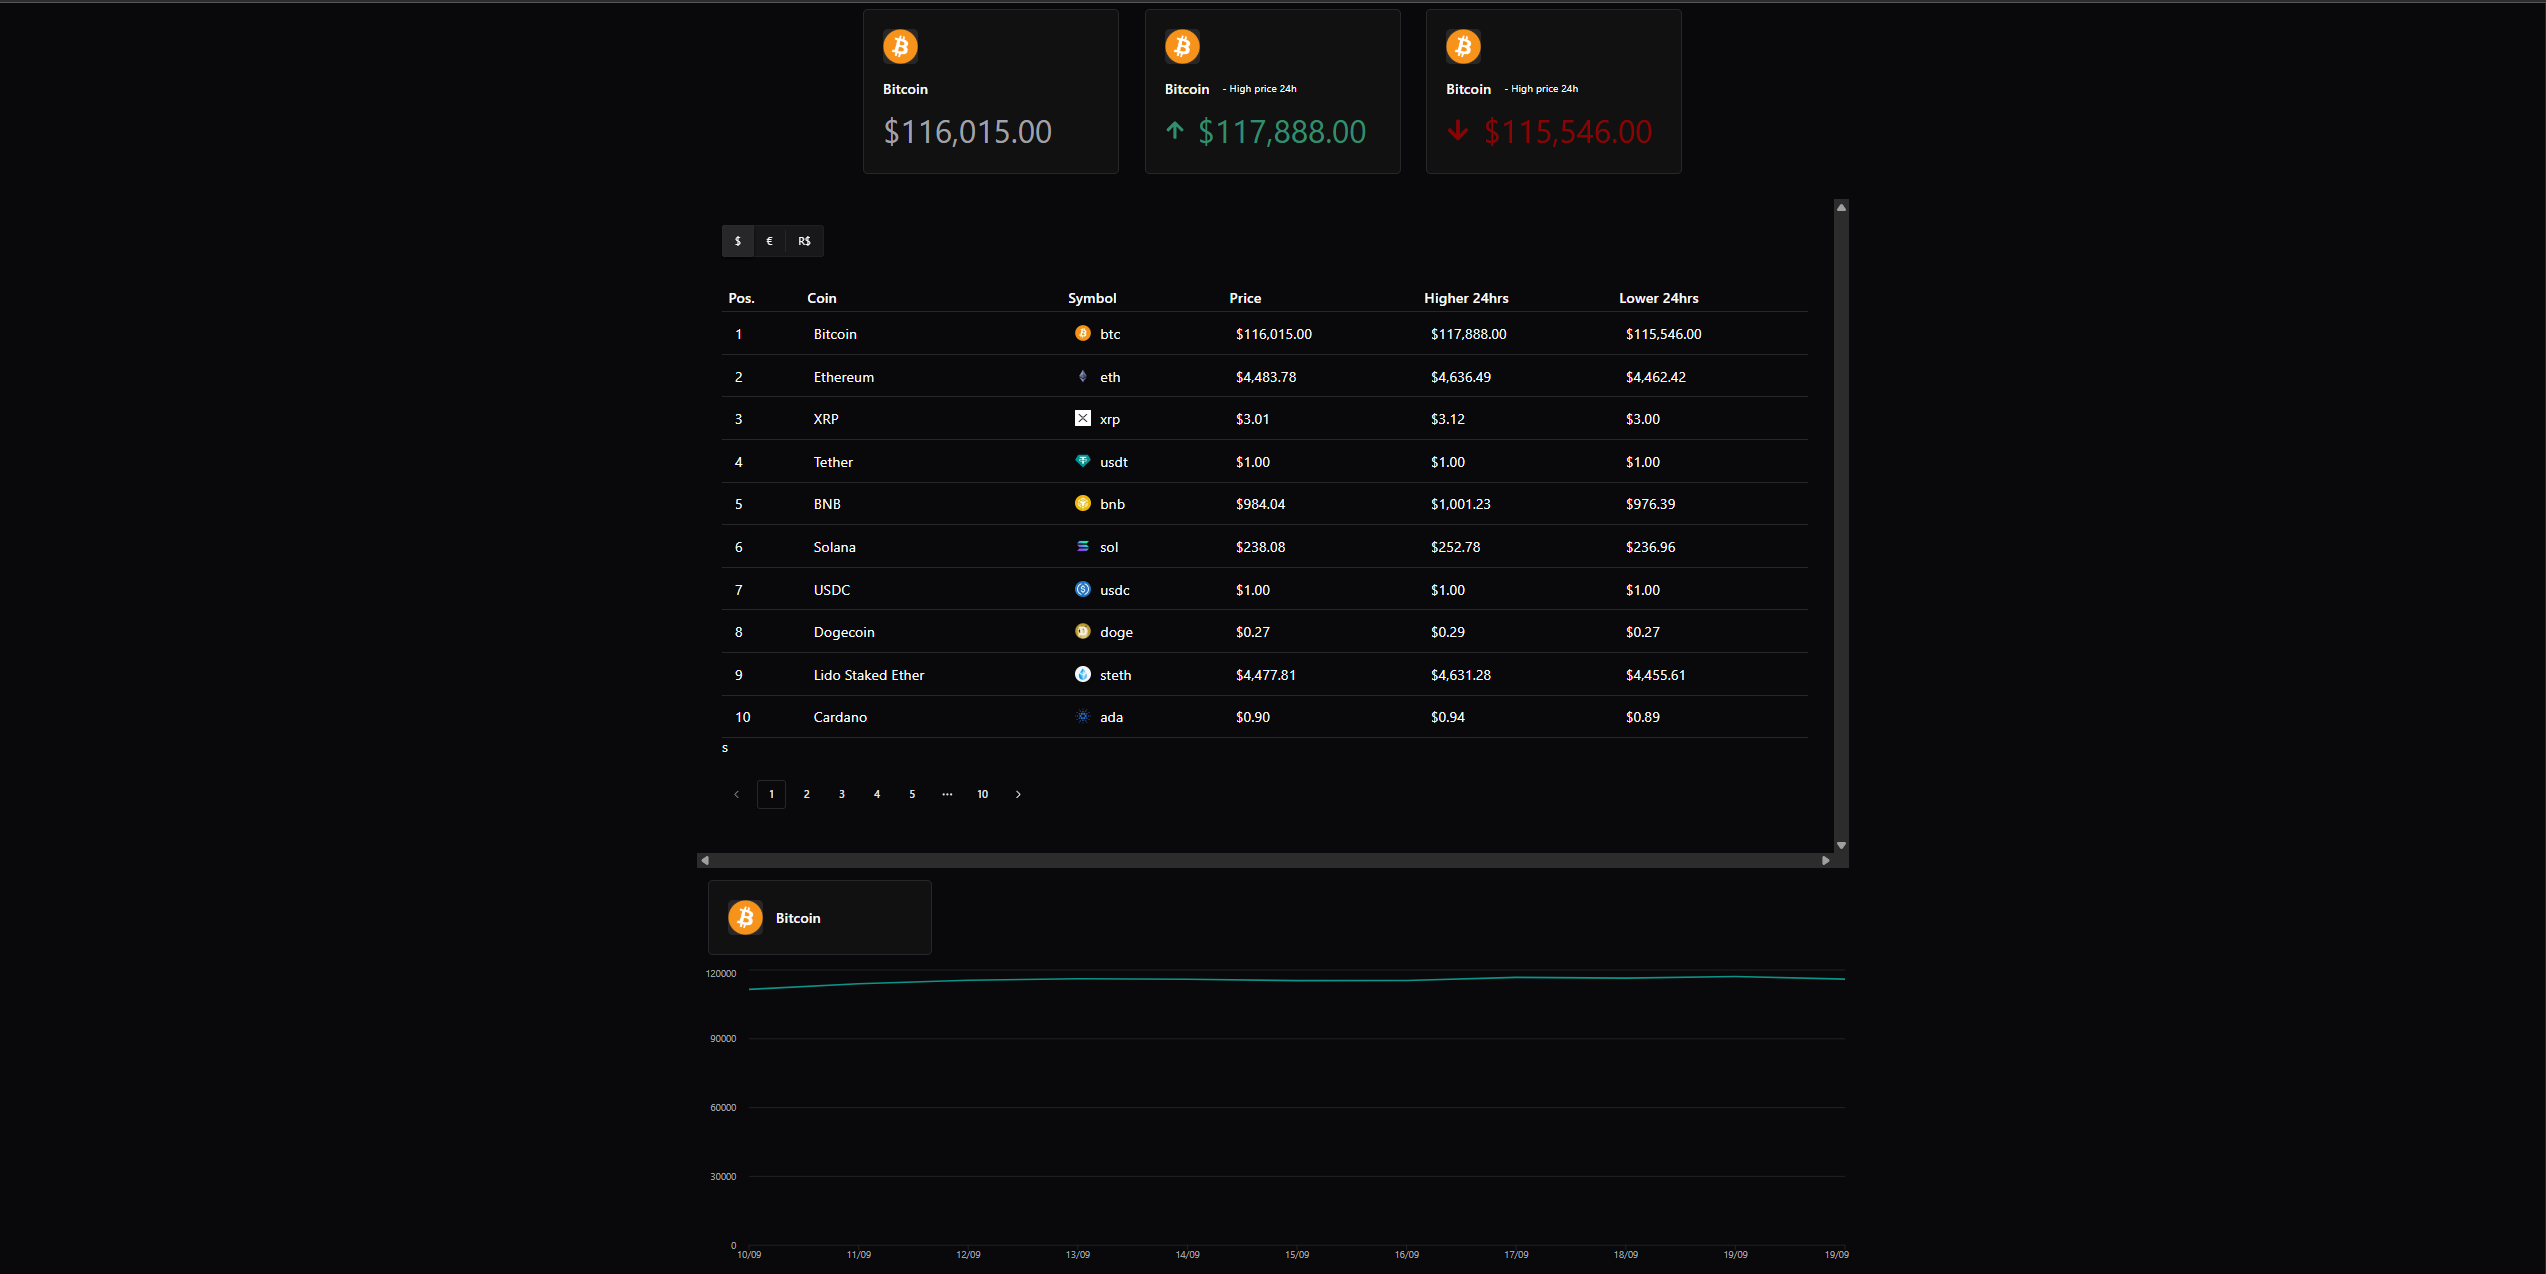 Bitcoin
$116,015.00
Bitcoin - High price 24h
$117,888.00
Bitcoin - High price 24h
$115,546.00
$ € R$
Pos. Coin Symbol Price Higher 24hrs Lower 24hrs
1 Bitcoin btc $116,015.00 $117,888.00 $115,546.00
2 Ethereum eth $4,483.78 $4,636.49 $4,462.42
3 XRP xrp $3.01 $3.12 $3.00
4 Tether usdt $1.00 $1.00 $1.00
5 BNB bnb $984.04 $1,001.23 $976.39
6 Solana sol $238.08 $252.78 $236.96
7 USDC usdc $1.00 $1.00 $1.00
8 Dogecoin doge $0.27 $0.29 $0.27
9 Lido Staked Ether steth $4,477.81 $4,631.28 $4,455.61
10 Cardano ada $0.90 $0.94 $0.89
s
1 2 3 4 5 ··· 10
Bitcoin
120000
90000
60000
30000
0
10/09 11/09 12/09 13/09 14/09 15/09 16/09 17/09 18/09 19/09 19/09